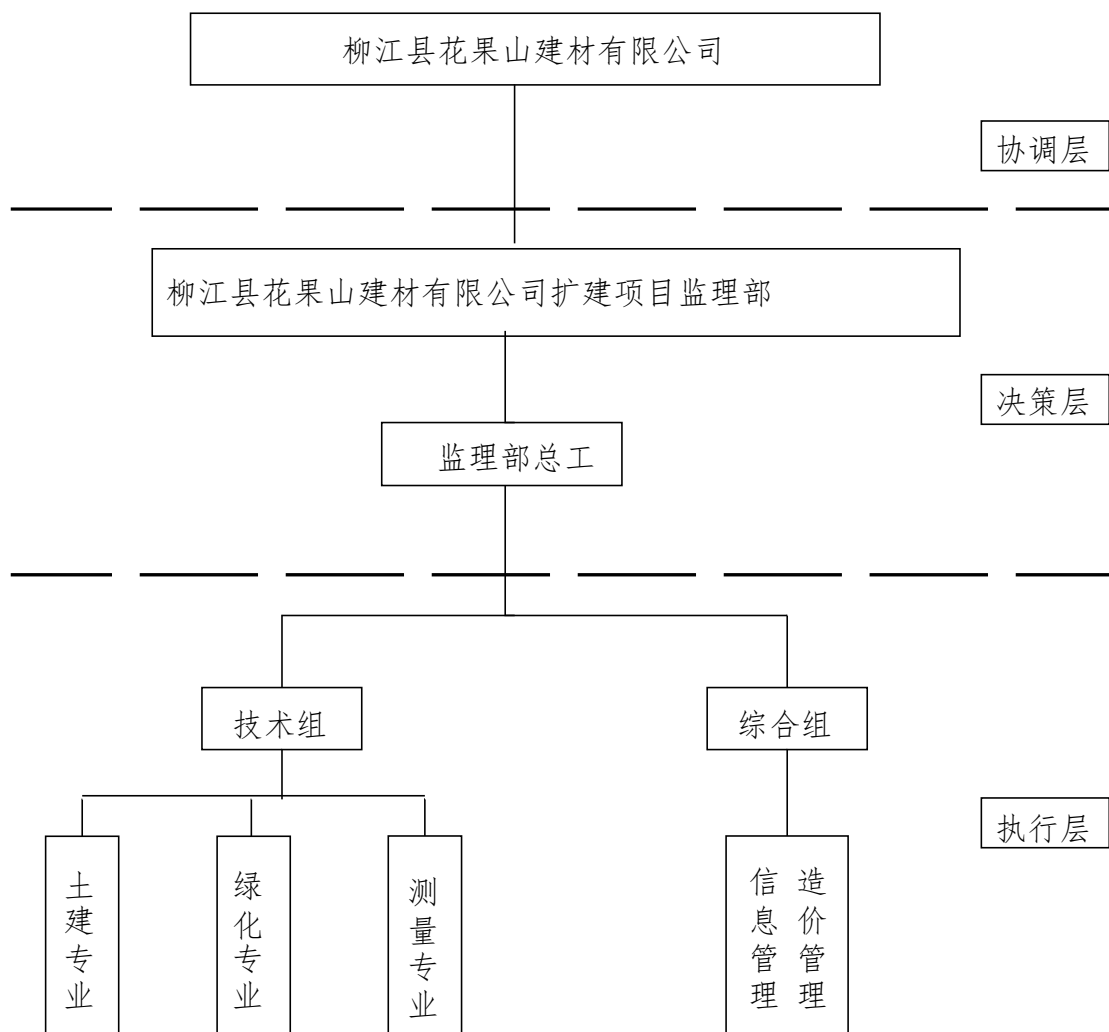 柳江县花果山建材有限公司
协调层
柳江县花果山建材有限公司扩建项目监理部
决策层
监理部总工
技术组
综合组
执行层
土建专业
绿化专业
测量专业
信息管理
造价管理